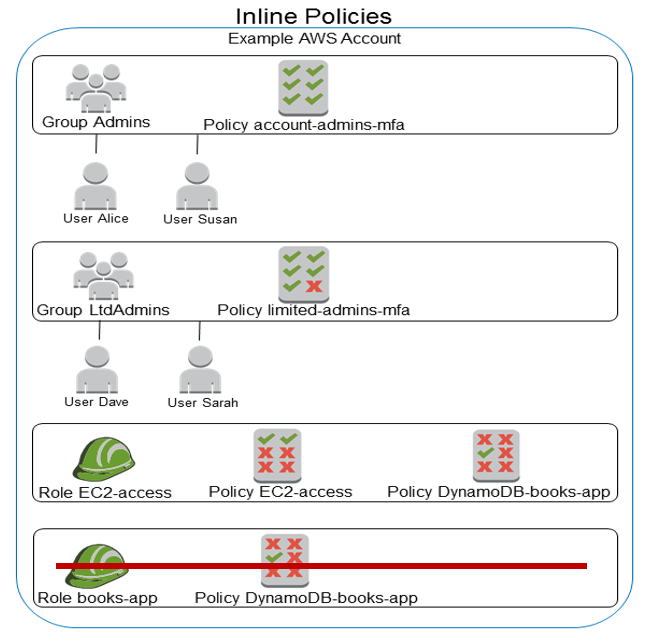 Inline Policies
Example AWS Account
Group Admins
Policy account-admins-mfa
User Alice
User Susan
Group LtdAdmins
Policy limited-admins-mfa
User Dave
User Sarah
Role EC2-access
Policy EC2-access
Policy DynamoDB-books-app
Role books-app
Policy DynamoDB-books-app